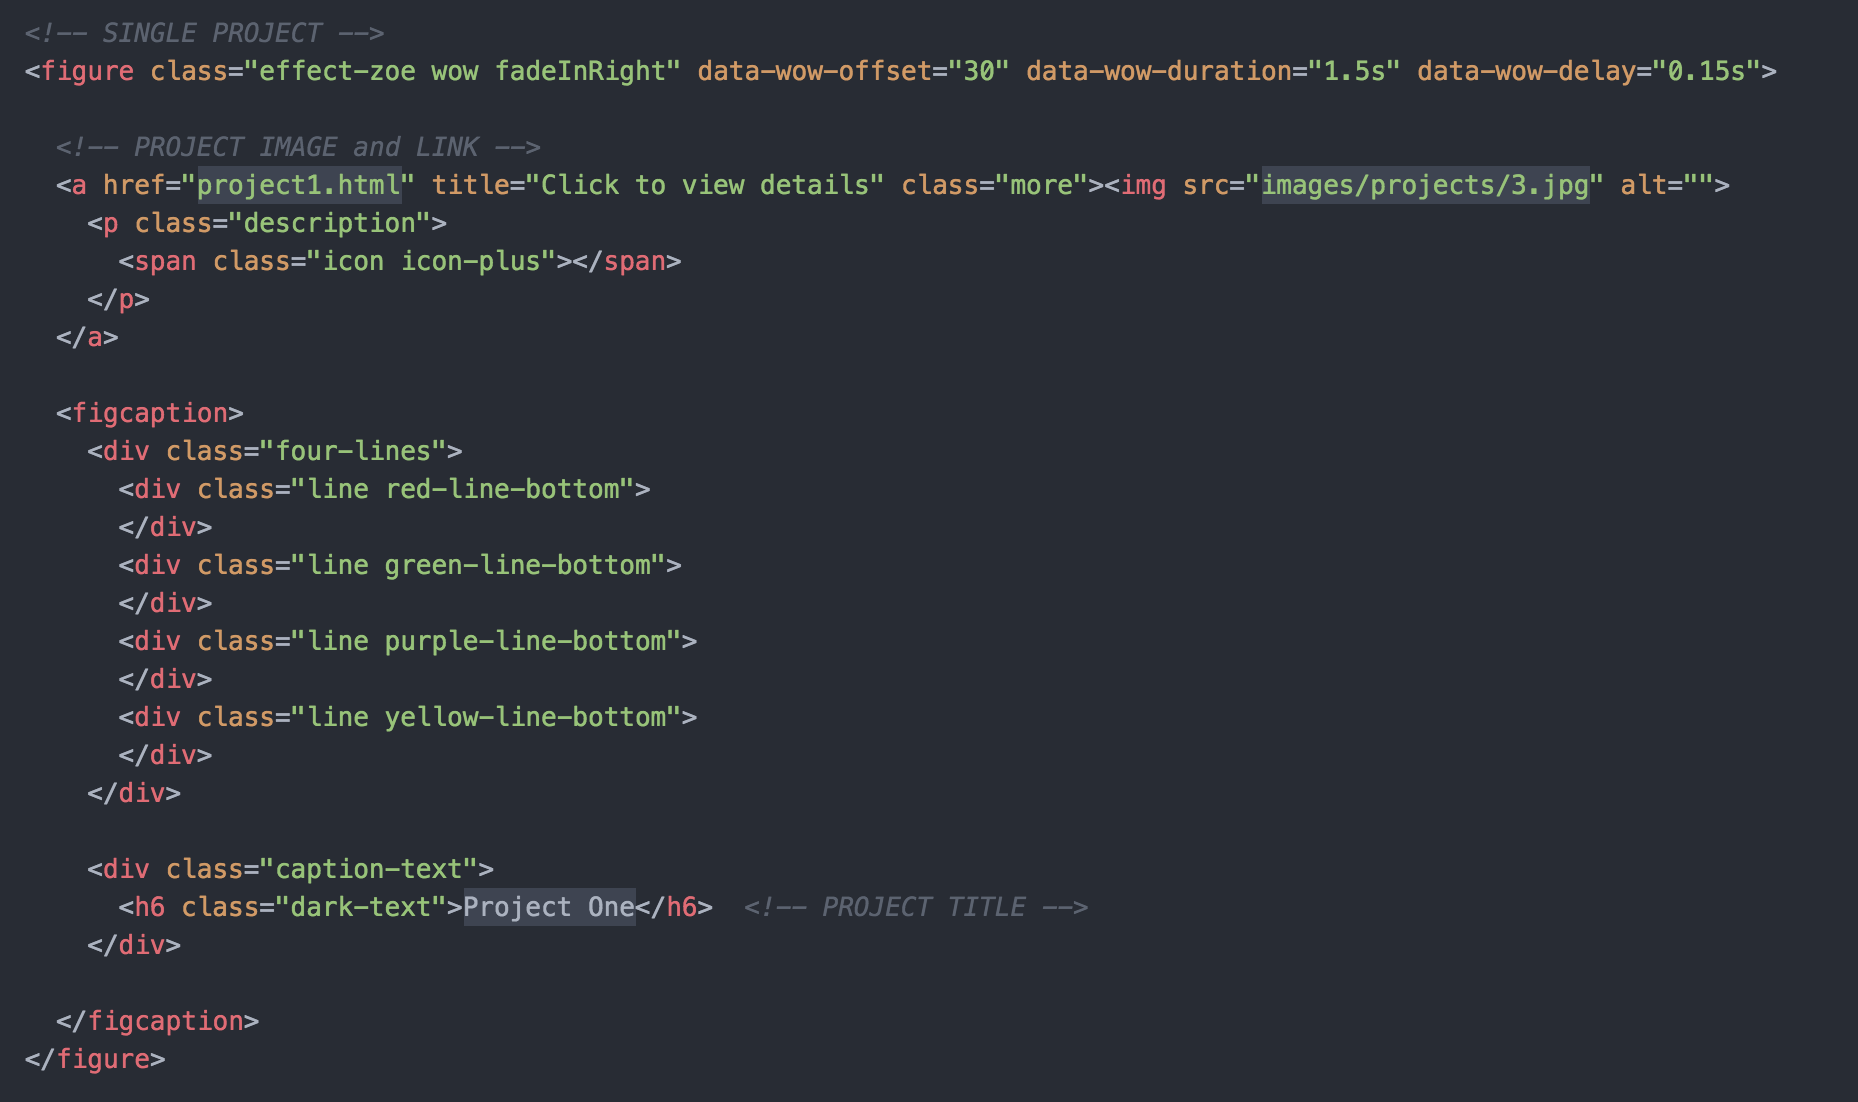 <!-- SINGLE PROJECT -->
<figure class="effect-zoe wow fadeInRight" data-wow-offset="30" data-wow-duration="1.5s" data-wow-delay="0.15s">
<!-- PROJECT IMAGE and LINK -->
<a href="project1.html" title="Click to view details" class="more"><img src="images/projects/3.jpg" alt="">
<p class="description">
<span class="icon icon-plus"></span>
</p>
</a>
<figcaption>
<div class="four-lines">
<div class="line red-line-bottom">
</div>
<div class="line green-line-bottom">
</div>
<div class="line purple-line-bottom">
</div>
<div class="line yellow-line-bottom">
</div>
</div>
<div class="caption-text">
<h6 class="dark-text">Project One</h6>  <!-- PROJECT TITLE -->
</div>
</figcaption>
</figure>